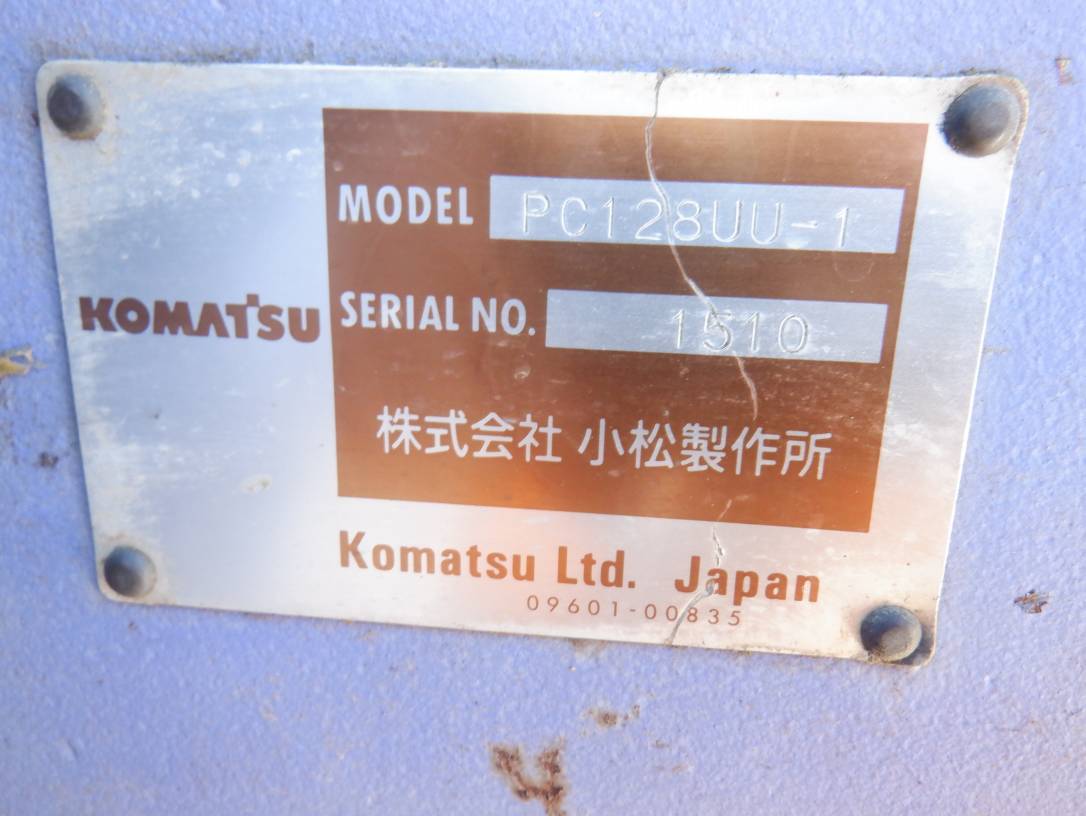 MODEL PC128UU-1
KOMATSU
SERIAL NO. 1510
株式会社 小松製作所
Komatsu Ltd. Japan
09601-00835